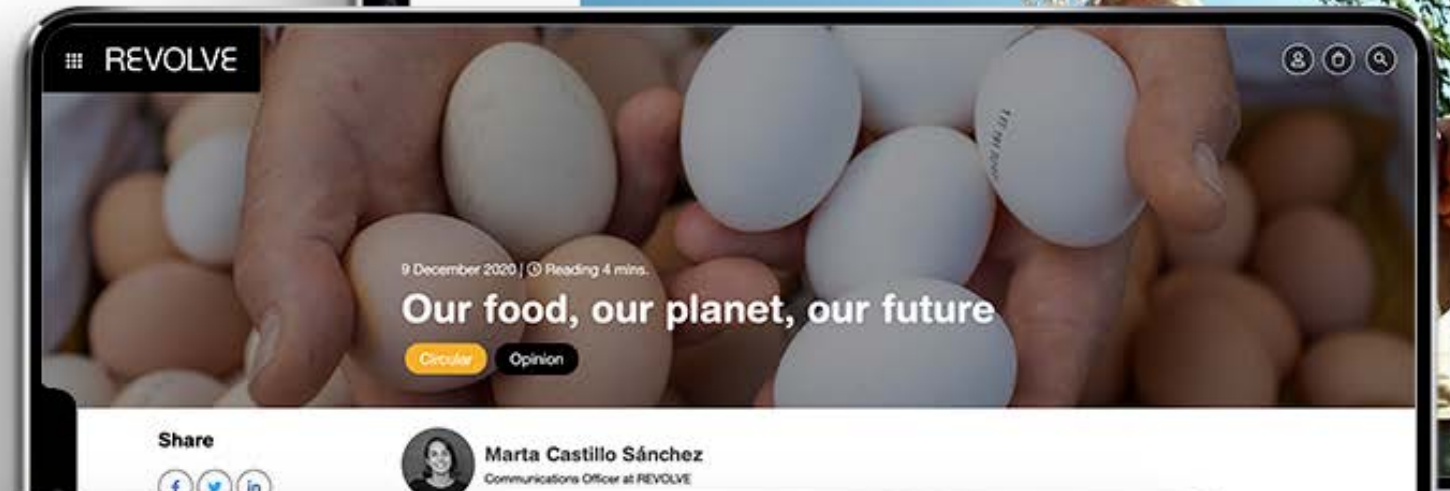 REVOLVE
9 December 2020 | Reading 4 mins.
Our food, our planet, our future
Circular Opinion
Share
Marta Castillo Sánchez
Communications Officer at REVOLVE
f in